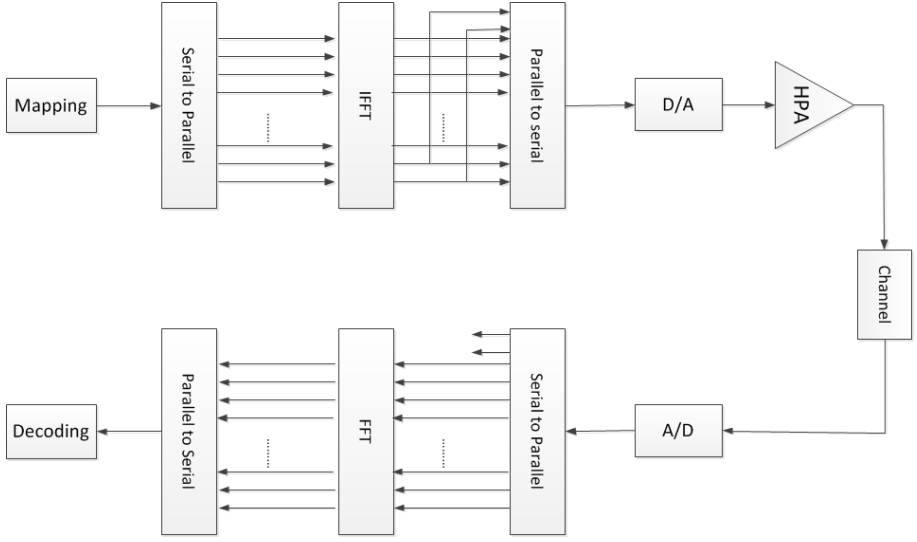 Mapping
Serial to Parallel
IFFT
Parallel to serial
D/A
HPA
Channel
A/D
Serial to Parallel
FFT
Parallel to Serial
Decoding